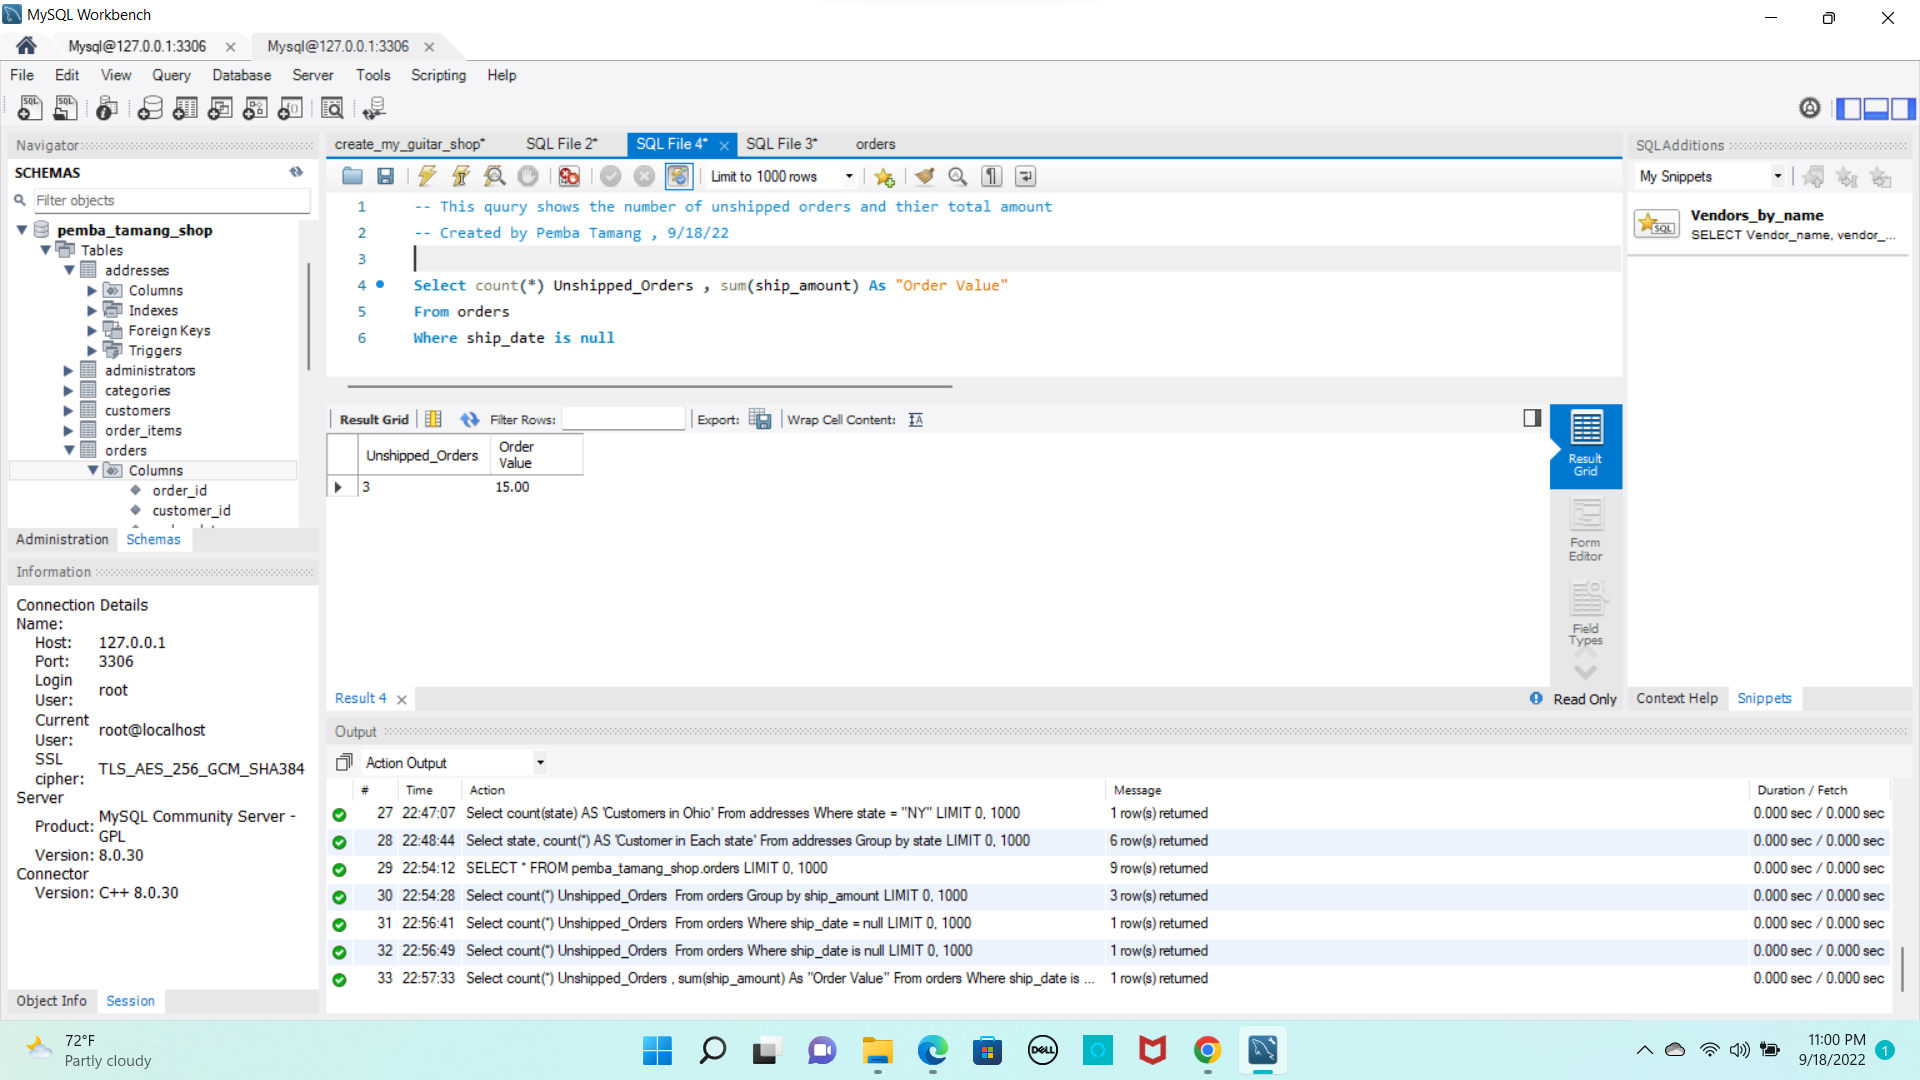 MySQL Workbench
Mysql@127.0.0.1:3306
Mysql@127.0.0.1:3306
File Edit View Query Database Server Tools Scripting Help
Navigator
SCHEMAS
Filter objects
pemba_tamang_shop
Tables
addresses
Columns
Indexes
Foreign Keys
Triggers
administrators
categories
customers
order_items
orders
Columns
order_id
customer_id
Administration Schemas
Information
Connection Details
Name:
Host: 127.0.0.1
Port: 3306
Login User: root
Current User: root@localhost
SSL cipher: TLS_AES_256_GCM_SHA384
Server
Product: MySQL Community Server - GPL
Version: 8.0.30
Connector
Version: C++ 8.0.30
Object Info Session
create_my_guitar_shop* SQL File 2* SQL File 4* SQL File 3* orders
Limit to 1000 rows
1 -- This quury shows the number of unshipped orders and thier total amount
2 -- Created by Pemba Tamang , 9/18/22
3
4 Select count(*) Unshipped_Orders , sum(ship_amount) As "Order Value"
5 From orders
6 Where ship_date is null
Result Grid Filter Rows: Export: Wrap Cell Content:
Unshipped_Orders Order Value
3 15.00
Result Grid
Form Editor
Field Types
Result 4
Read Only
SQLAdditions
My Snippets
SQL
Vendors_by_name
SELECT Vendor_name, vendor_...
Context Help Snippets
Output
Action Output
# Time Action Message Duration / Fetch
27 22:47:07 Select count(state) AS 'Customers in Ohio' From addresses Where state = "NY" LIMIT 0, 1000 1 row(s) returned 0.000 sec / 0.000 sec
28 22:48:44 Select state, count(*) AS 'Customer in Each state' From addresses Group by state LIMIT 0, 1000 6 row(s) returned 0.000 sec / 0.000 sec
29 22:54:12 SELECT * FROM pemba_tamang_shop.orders LIMIT 0, 1000 9 row(s) returned 0.000 sec / 0.000 sec
30 22:54:28 Select count(*) Unshipped_Orders From orders Group by ship_amount LIMIT 0, 1000 3 row(s) returned 0.000 sec / 0.000 sec
31 22:56:41 Select count(*) Unshipped_Orders From orders Where ship_date = null LIMIT 0, 1000 1 row(s) returned 0.000 sec / 0.000 sec
32 22:56:49 Select count(*) Unshipped_Orders From orders Where ship_date is null LIMIT 0, 1000 1 row(s) returned 0.000 sec / 0.000 sec
33 22:57:33 Select count(*) Unshipped_Orders , sum(ship_amount) As "Order Value" From orders Where ship_date is ... 1 row(s) returned 0.000 sec / 0.000 sec
72°F
Partly cloudy
DELL
11:00 PM
9/18/2022
1